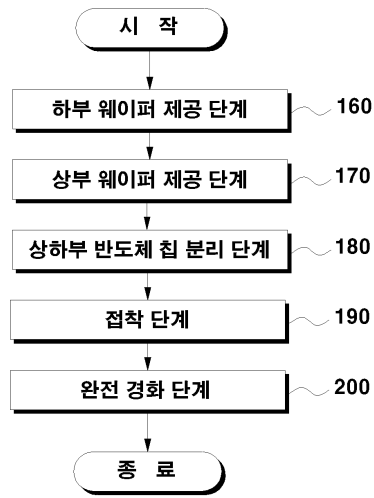 시 작
하부 웨이퍼 제공 단계 160
상부 웨이퍼 제공 단계 170
상하부 반도체 칩 분리 단계 180
접착 단계 190
완전 경화 단계 200
종 료